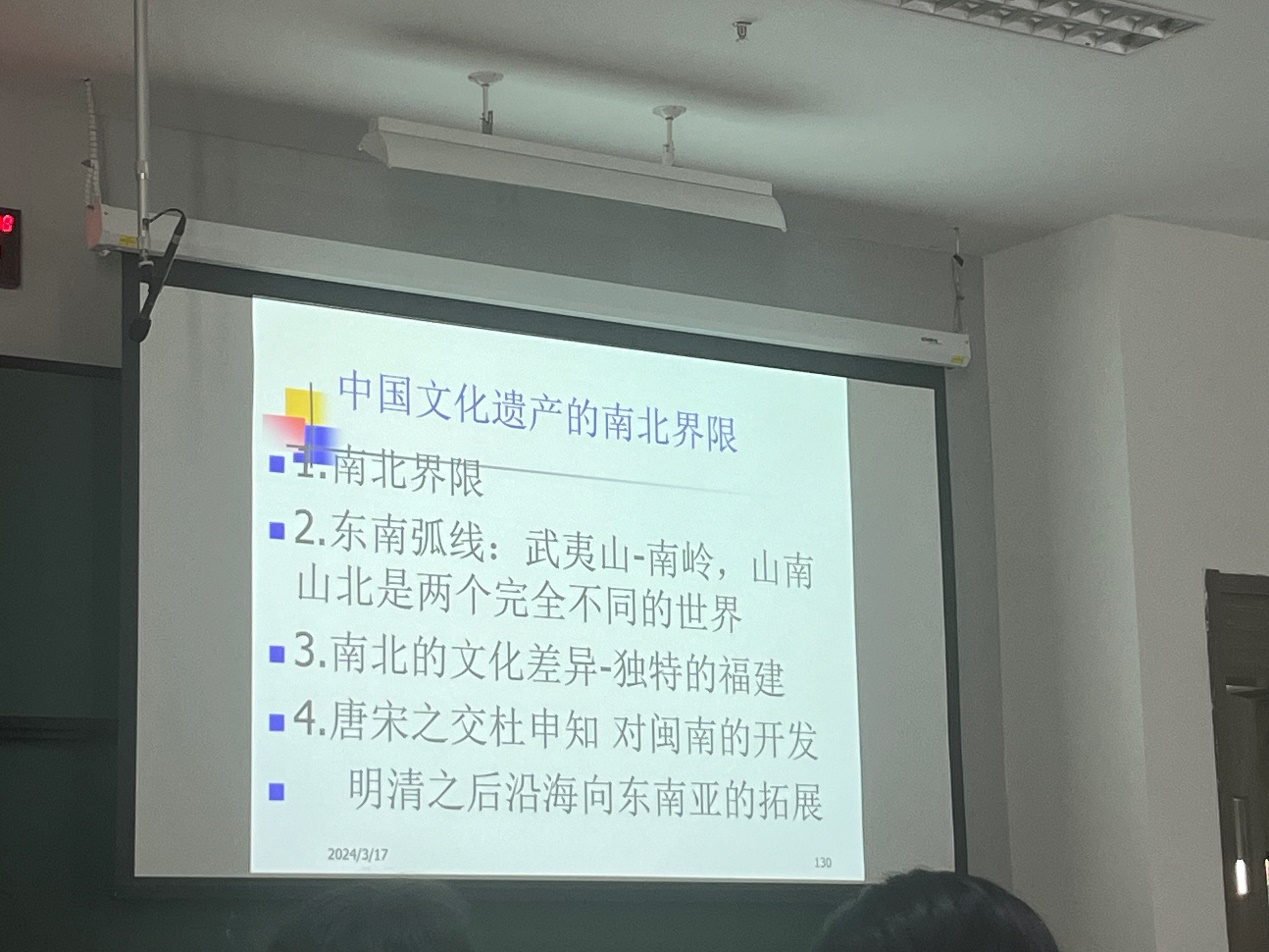 中国文化遗产的南北界限
1.南北界限
2.东南弧线：武夷山-南岭，山南
山北是两个完全不同的世界
3.南北的文化差异-独特的福建
4.唐宋之交杜申知 对闽南的开发
明清之后沿海向东南亚的拓展
2024/3/17
130